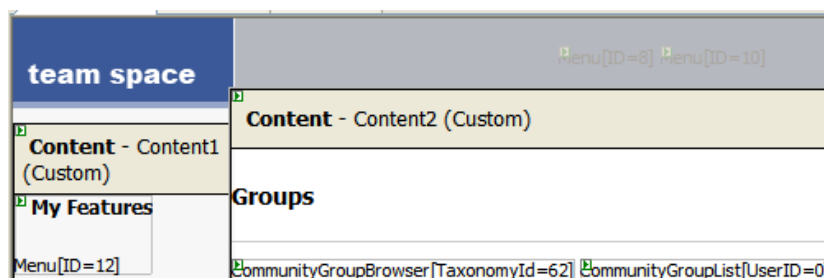 Menu[ID=8] Menu[ID=10]
team space
Content - Content2 (Custom)
Content - Content1
(Custom)
Groups
My Features
Menu[ID=12]
CommunityGroupBrowser[TaxonomyId=62] CommunityGroupList[UserID=0